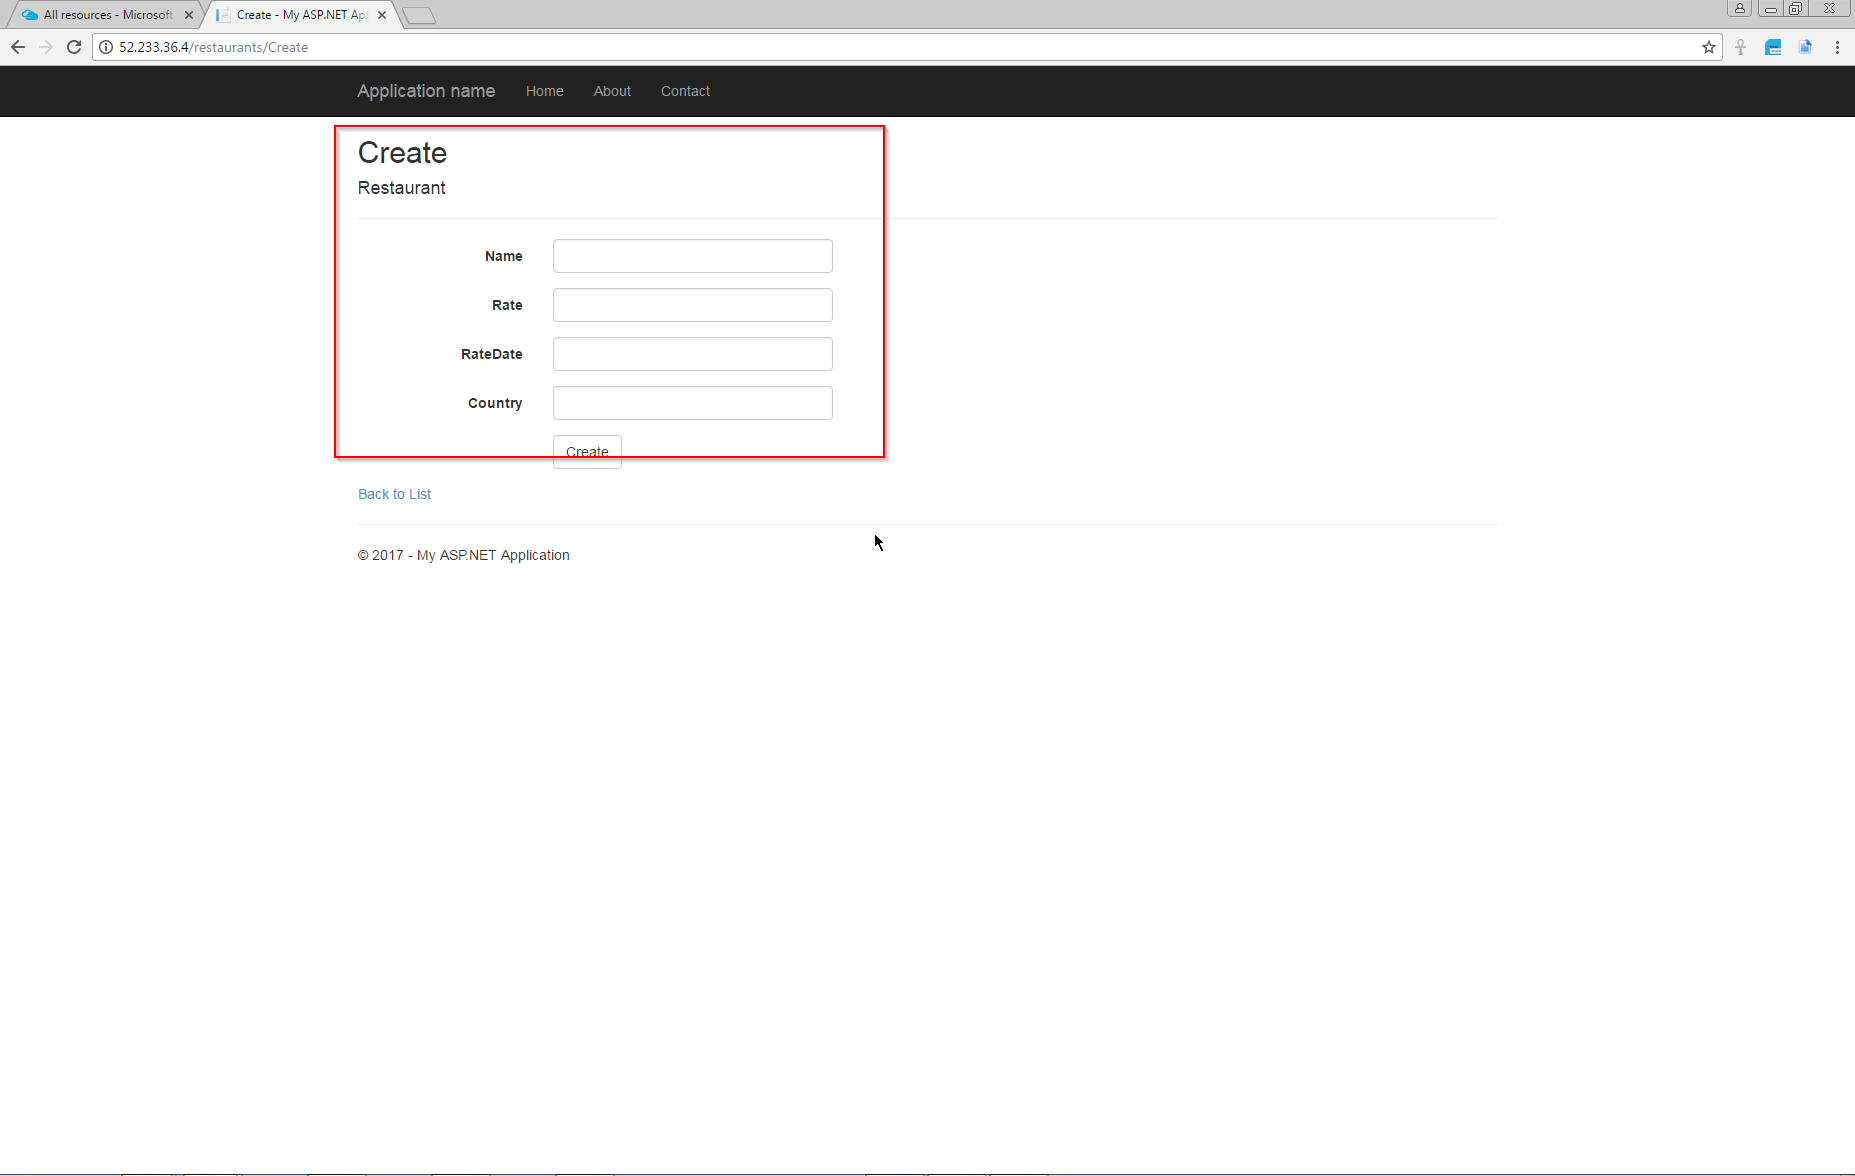 All resources - Microsoft
Create - My ASP.NET Ap
52.233.36.4/restaurants/Create
Application name Home About Contact
Create
Restaurant
Name
Rate
RateDate
Country
Create
Back to List
© 2017 - My ASP.NET Application